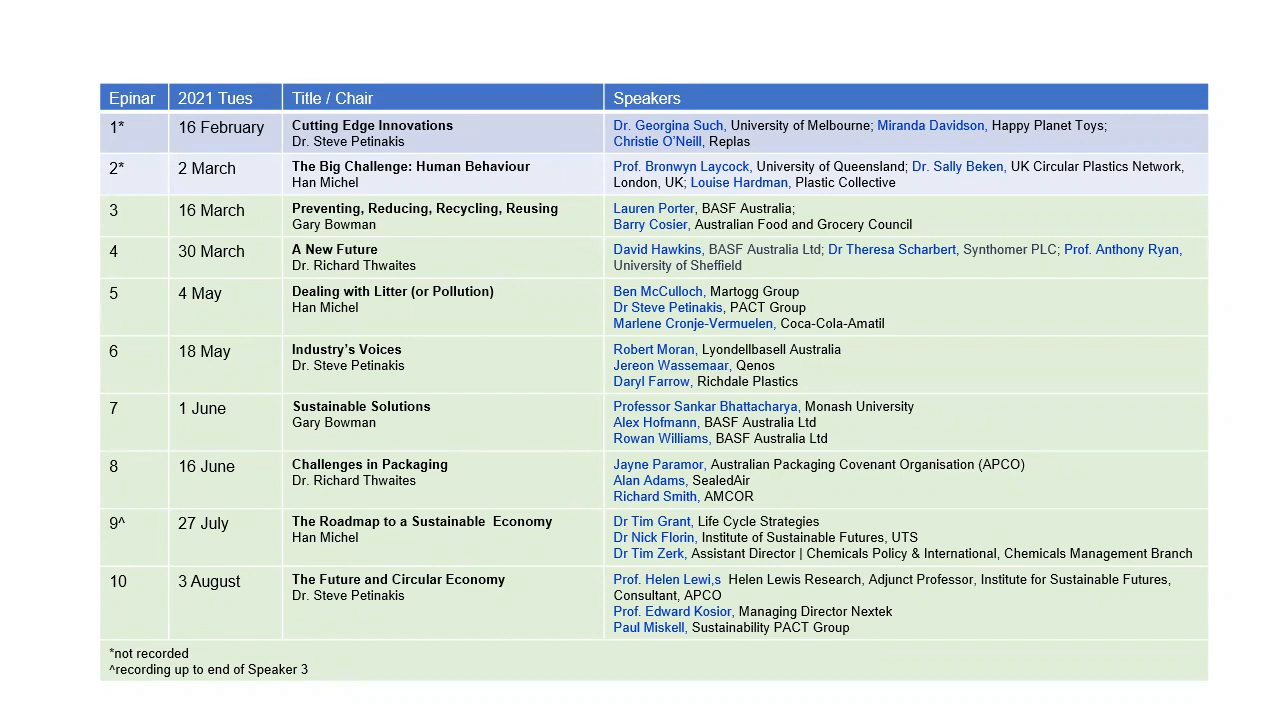 Epinar 2021 Tues Title / Chair Speakers
1* 16 February Cutting Edge Innovations Dr. Georgina Such, University of Melbourne; Miranda Davidson, Happy Planet Toys;
Dr. Steve Petinakis Christie O'Neill, Replas
2* 2 March The Big Challenge: Human Behaviour Prof. Bronwyn Laycock, University of Queensland; Dr. Sally Beken, UK Circular Plastics Network,
Han Michel London, UK; Louise Hardman, Plastic Collective
3 16 March Preventing, Reducing, Recycling, Reusing Lauren Porter, BASF Australia;
Gary Bowman Barry Cosier, Australian Food and Grocery Council
4 30 March A New Future David Hawkins, BASF Australia Ltd; Dr Theresa Scharbert, Synthomer PLC; Prof. Anthony Ryan,
Dr. Richard Thwaites University of Sheffield
5 4 May Dealing with Litter (or Pollution) Ben McCulloch, Martogg Group
Han Michel Dr Steve Petinakis, PACT Group
Marlene Cronje-Vermuelen, Coca-Cola-Amatil
6 18 May Industry's Voices Robert Moran, Lyondellbasell Australia
Dr. Steve Petinakis Jereon Wassemaar, Qenos
Daryl Farrow, Richdale Plastics
7 1 June Sustainable Solutions Professor Sankar Bhattacharya, Monash University
Gary Bowman Alex Hofmann, BASF Australia Ltd
Rowan Williams, BASF Australia Ltd
8 16 June Challenges in Packaging Jayne Paramor, Australian Packaging Covenant Organisation (APCO)
Dr. Richard Thwaites Alan Adams, SealedAir
Richard Smith, AMCOR
9^ 27 July The Roadmap to a Sustainable Economy Dr Tim Grant, Life Cycle Strategies
Han Michel Dr Nick Florin, Institute of Sustainable Futures, UTS
Dr Tim Zerk, Assistant Director | Chemicals Policy & International, Chemicals Management Branch
10 3 August The Future and Circular Economy Prof. Helen Lewi,s Helen Lewis Research, Adjunct Professor, Institute for Sustainable Futures,
Dr. Steve Petinakis Consultant, APCO
Prof. Edward Kosior, Managing Director Nextek
Paul Miskell, Sustainability PACT Group
*not recorded
^recording up to end of Speaker 3